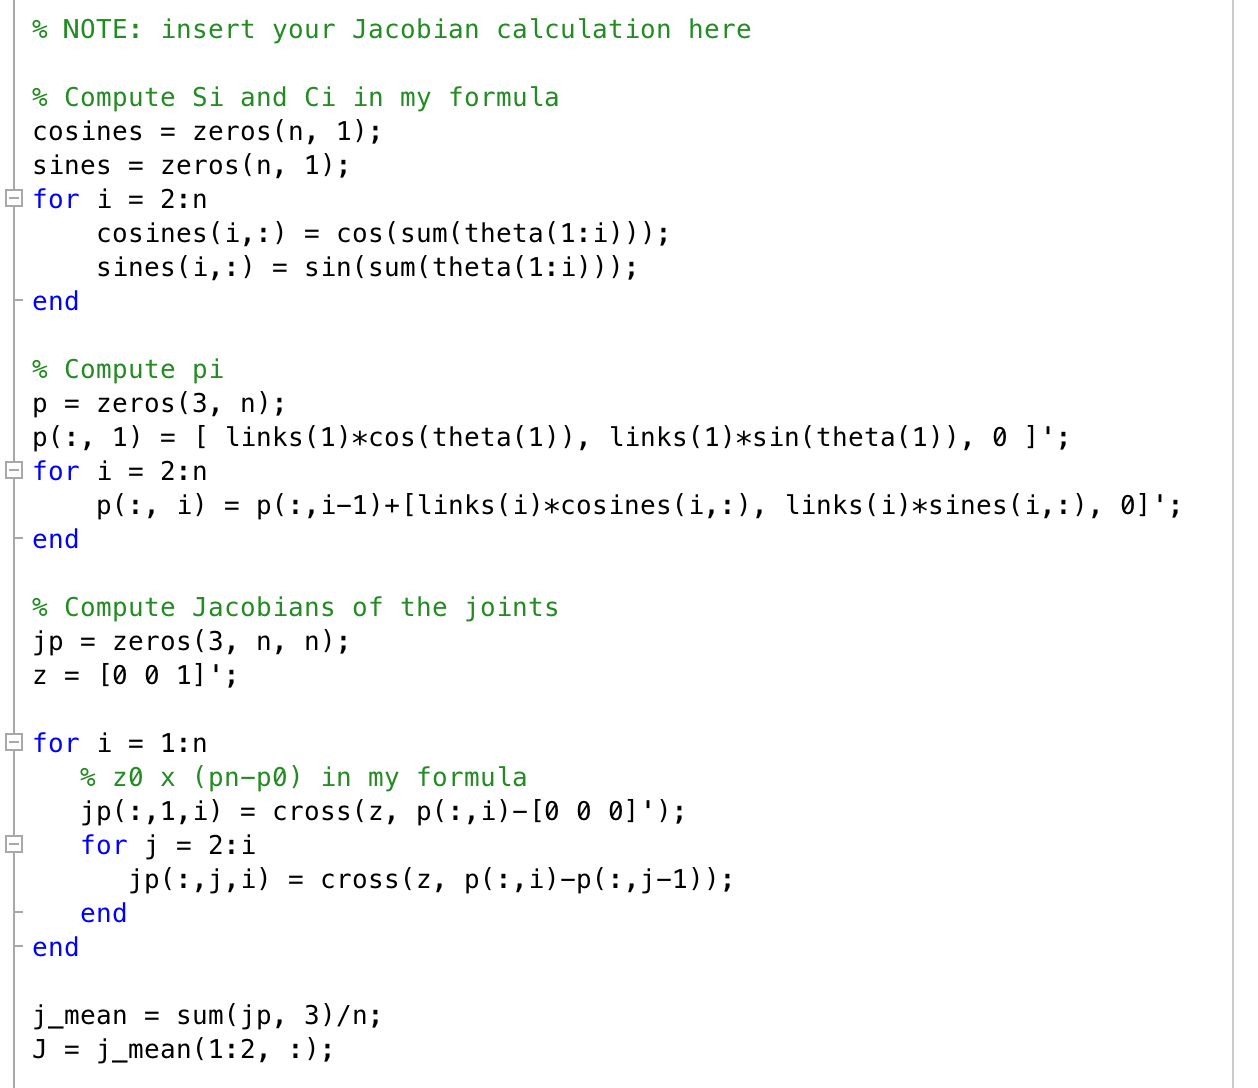 % NOTE: insert your Jacobian calculation here
% Compute Si and Ci in my formula
cosines = zeros(n, 1);
sines = zeros(n, 1);
for i = 2:n
    cosines(i,:) = cos(sum(theta(1:i)));
    sines(i,:) = sin(sum(theta(1:i)));
end
% Compute pi
p = zeros(3, n);
p(:, 1) = [ links(1)*cos(theta(1)), links(1)*sin(theta(1)), 0 ]';
for i = 2:n
    p(:, i) = p(:,i-1)+[links(i)*cosines(i,:), links(i)*sines(i,:), 0]';
end
% Compute Jacobians of the joints
jp = zeros(3, n, n);
z = [0 0 1]';
for i = 1:n
   % z0 x (pn-p0) in my formula
   jp(:,1,i) = cross(z, p(:,i)-[0 0 0]');
   for j = 2:i
      jp(:,j,i) = cross(z, p(:,i)-p(:,j-1));
   end
end
j_mean = sum(jp, 3)/n;
J = j_mean(1:2, :);